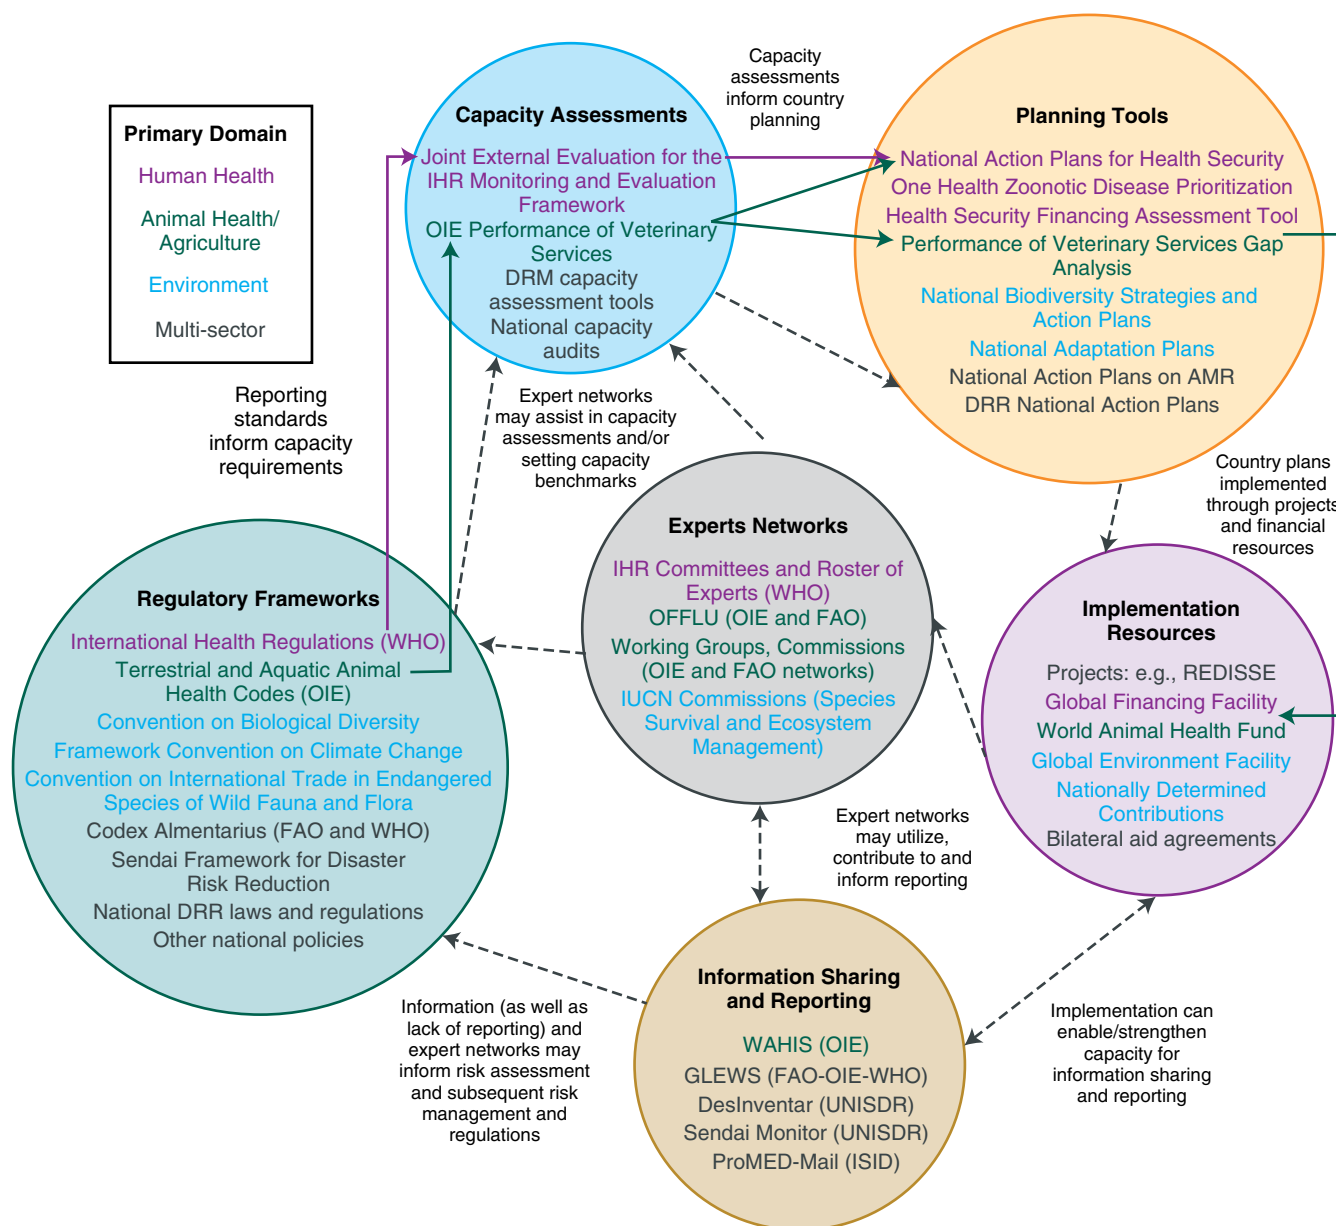 Primary Domain
Human Health
Animal Health/
Agriculture
Environment
Multi-sector
Capacity Assessments
Joint External Evaluation for the
IHR Monitoring and Evaluation
Framework
OIE Performance of Veterinary
Services
DRM capacity
assessment tools
National capacity
audits
Capacity
assessments
inform country
planning
Planning Tools
National Action Plans for Health Security
One Health Zoonotic Disease Prioritization
Health Security Financing Assessment Tool
Performance of Veterinary Services Gap
Analysis
National Biodiversity Strategies and
Action Plans
National Adaptation Plans
National Action Plans on AMR
DRR National Action Plans
Reporting
standards
inform capacity
requirements
Expert networks
may assist in capacity
assessments and/or
setting capacity
benchmarks
Country plans
implemented
through projects
and financial
resources
Experts Networks
IHR Committees and Roster of
Experts (WHO)
OFFLU (OIE and FAO)
Working Groups, Commissions
(OIE and FAO networks)
IUCN Commissions (Species
Survival and Ecosystem
Management)
Regulatory Frameworks
International Health Regulations (WHO)
Terrestrial and Aquatic Animal
Health Codes (OIE)
Convention on Biological Diversity
Framework Convention on Climate Change
Convention on International Trade in Endangered
Species of Wild Fauna and Flora
Codex Almentarius (FAO and WHO)
Sendai Framework for Disaster
Risk Reduction
National DRR laws and regulations
Other national policies
Implementation
Resources
Projects: e.g., REDISSE
Global Financing Facility
World Animal Health Fund
Global Environment Facility
Nationally Determined
Contributions
Bilateral aid agreements
Expert networks
may utilize,
contribute to and
inform reporting
Information Sharing
and Reporting
WAHIS (OIE)
GLEWS (FAO-OIE-WHO)
DesInventar (UNISDR)
Sendai Monitor (UNISDR)
ProMED-Mail (ISID)
Information (as well as
lack of reporting) and
expert networks may
inform risk assessment
and subsequent risk
management and
regulations
Implementation can
enable/strengthen
capacity for
information sharing
and reporting